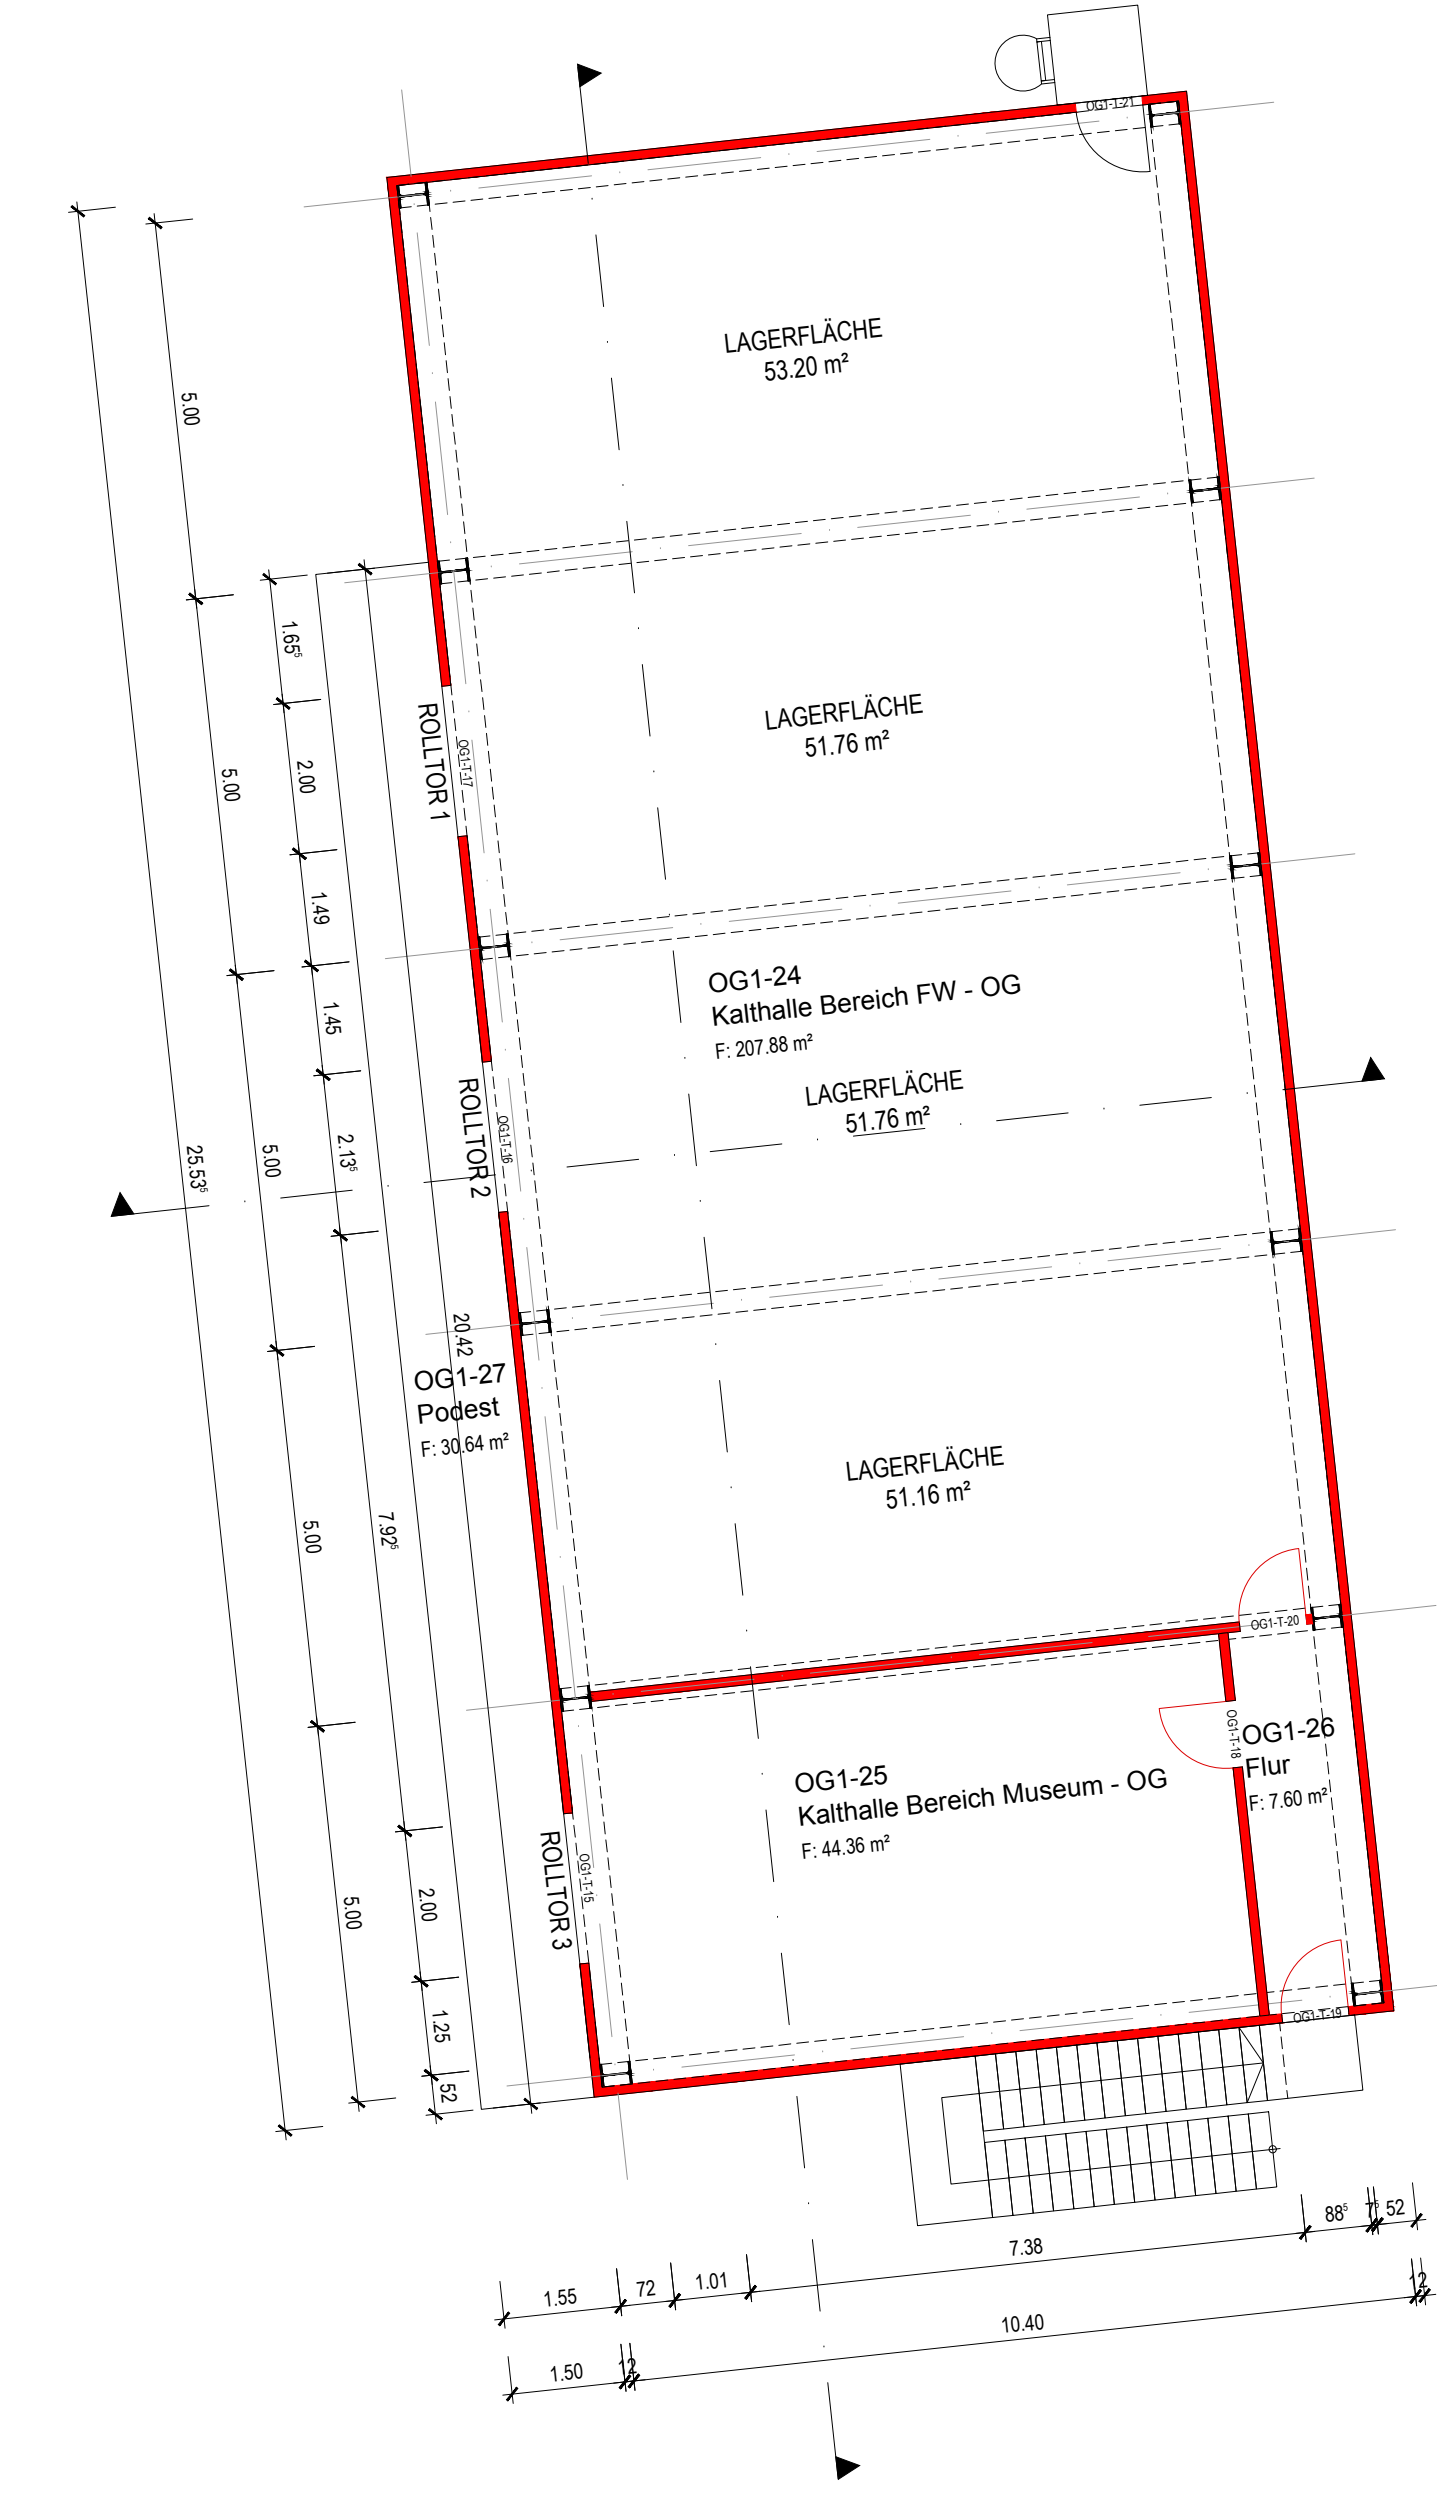 OG1-T-21
LAGERFLÄCHE
53.20 m²
5.00
1.65⁵
ROLLTOR 1
OG1-T-17
LAGERFLÄCHE
51.76 m²
5.00
2.00
1.49
OG1-24
Kalthalle Bereich FW - OG
F: 207.88 m²
1.45
ROLLTOR 2
OG1-T-16
LAGERFLÄCHE
51.76 m²
25.53⁵
5.00
2.13⁵
20.42
OG1-27
Podest
F: 30.64 m²
LAGERFLÄCHE
51.16 m²
5.00
7.92⁵
OG1-T-20
OG1-T-18
OG1-26
Flur
F: 7.60 m²
OG1-25
Kalthalle Bereich Museum - OG
F: 44.36 m²
ROLLTOR 3
OG1-T-15
5.00
2.00
1.25
52
OG1-T-19
1.55
72
1.01
7.38
88⁵
7⁵
52
1.50
12
10.40
12